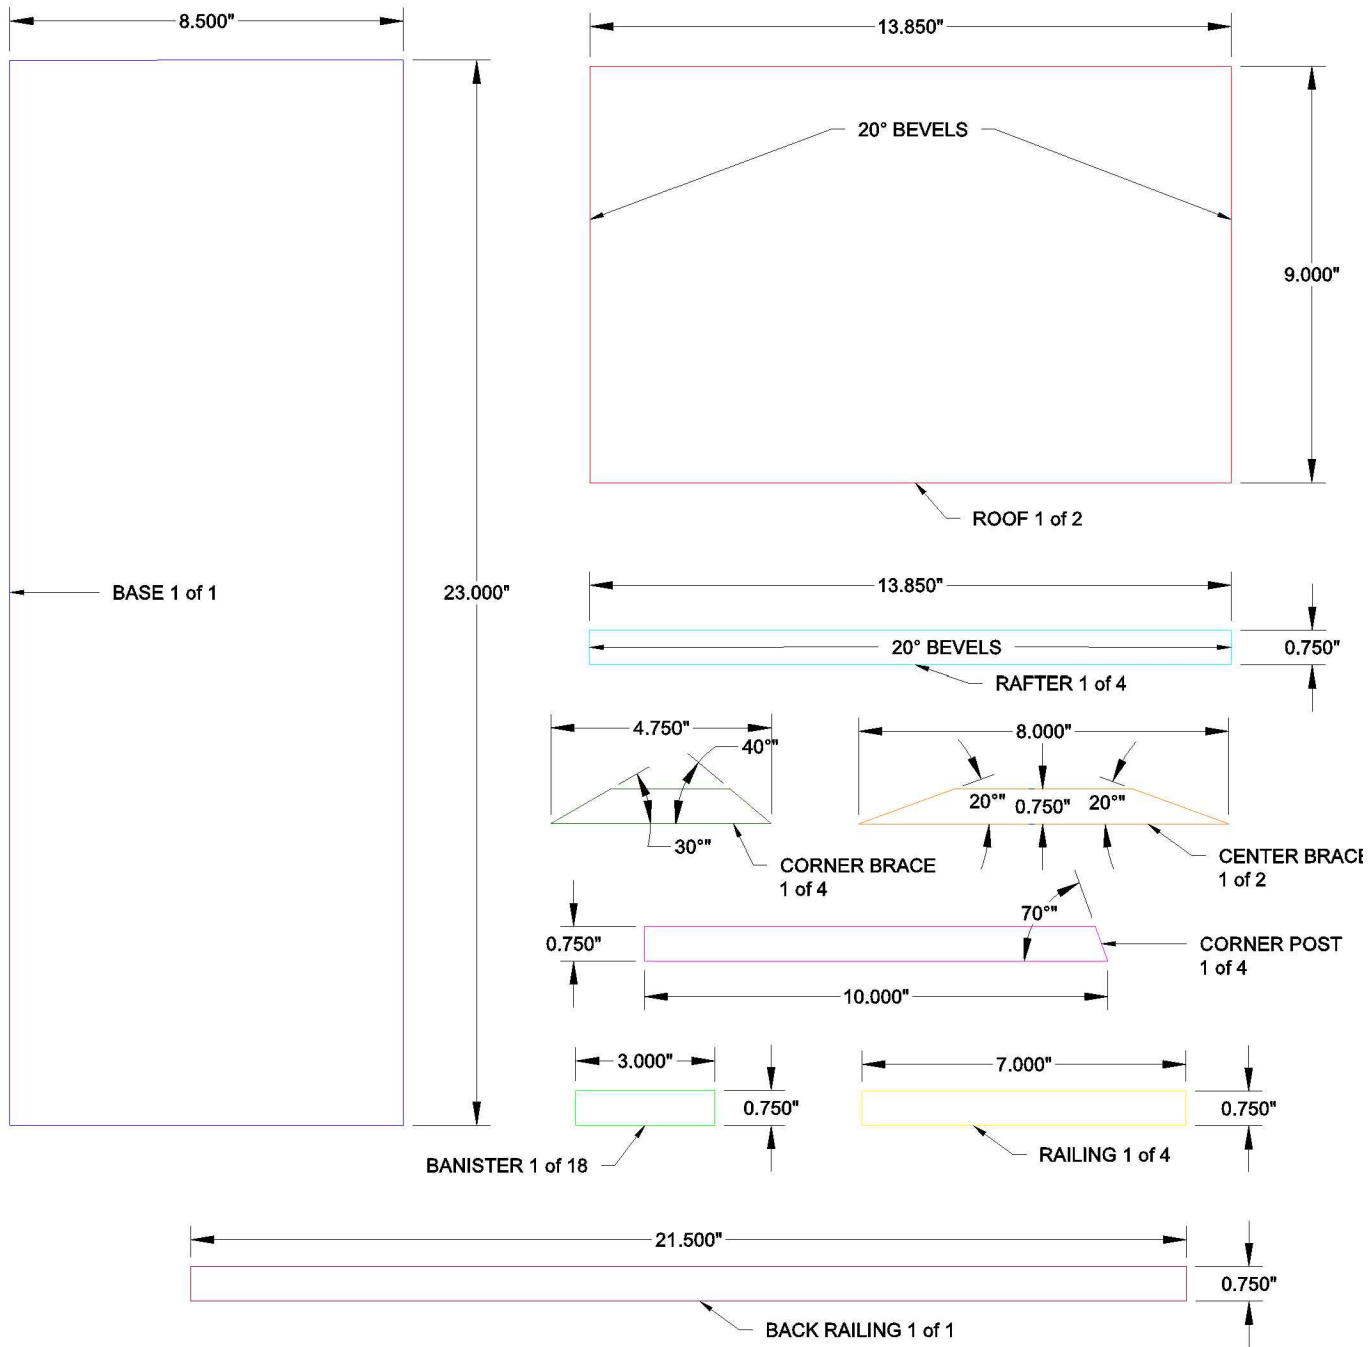 8.500"
13.850"
20° BEVELS
9.000"
ROOF 1 of 2
BASE 1 of 1
23.000"
13.850"
20° BEVELS
0.750"
RAFTER 1 of 4
4.750"
40°"
30°"
CORNER BRACE
1 of 4
8.000"
20°"
0.750"
20°"
CENTER BRACE
1 of 2
70°"
0.750"
CORNER POST
1 of 4
10.000"
3.000"
0.750"
BANISTER 1 of 18
7.000"
0.750"
RAILING 1 of 4
21.500"
0.750"
BACK RAILING 1 of 1